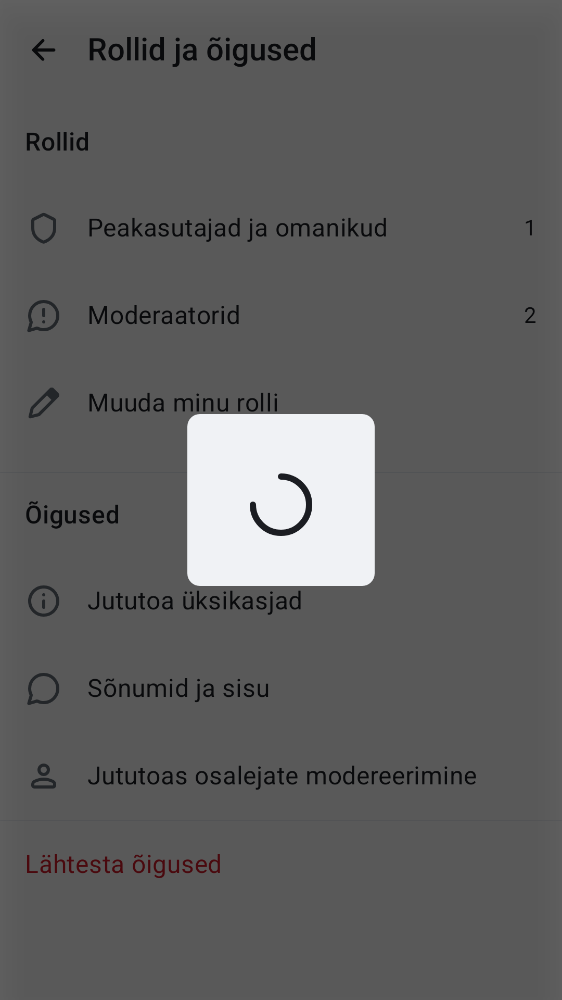 Rollid ja õigused
Rollid
Peakasutajad ja omanikud 1
Moderaatorid 2
Muuda minu rolli
Õigused
Jututoa üksikasjad
Sõnumid ja sisu
Jututoas osalejate modereerimine
Lähtesta õigused